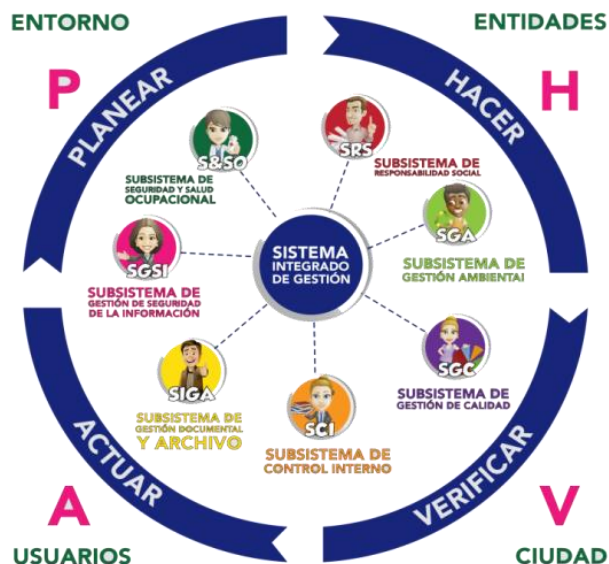 ENTORNO
ENTIDADES
P
H
PLANEAR
HACER
S&SO
SUBSISTEMA DE
SEGURIDAD Y SALUD
OCUPACIONAL
SRS
SUBSISTEMA DE
RESPONSABILIDAD SOCIAL
SGA
SUBSISTEMA DE
GESTIÓN AMBIENTAI
SISTEMA
INTEGRADO
DE GESTIÓN
SGSI
SUBSISTEMA DE
GESTIÓN DE SEGURIDAD
DE LA INFORMACIÓN
SGC
SUBSISTEMA DE
GESTIÓN DE CALIDAD
SIGA
SUBSISTEMA DE
GESTIÓN DOCUMENTAL
Y ARCHIVO
SCI
SUBSISTEMA DE
CONTROL INTERNO
ACTUAR
VERIFICAR
A
V
USUARIOS
CIUDAD